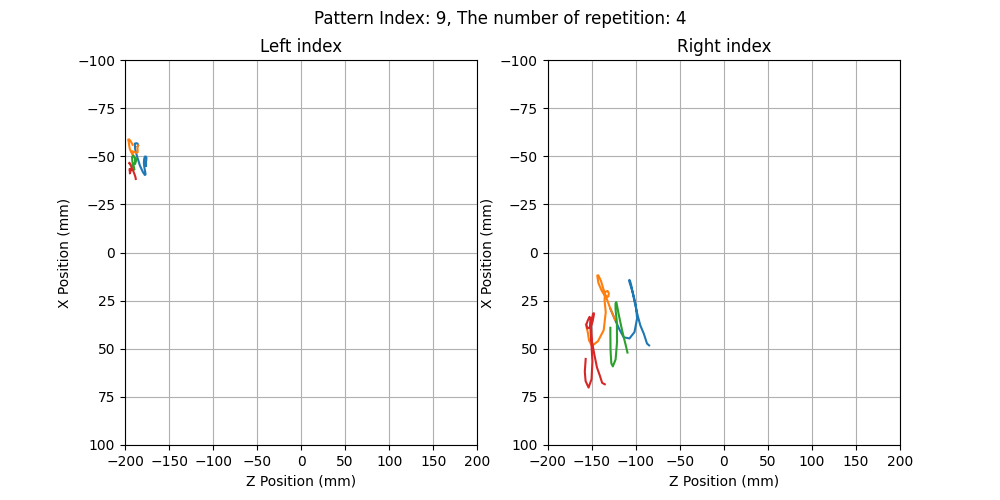 Pattern Index: 9, The number of repetition: 4
Left index
Right index
−100
−75
−50
−25
0
25
50
75
100
X Position (mm)
−200 −150 −100 −50 0 50 100 150 200
Z Position (mm)
−100
−75
−50
−25
0
25
50
75
100
X Position (mm)
−200 −150 −100 −50 0 50 100 150 200
Z Position (mm)